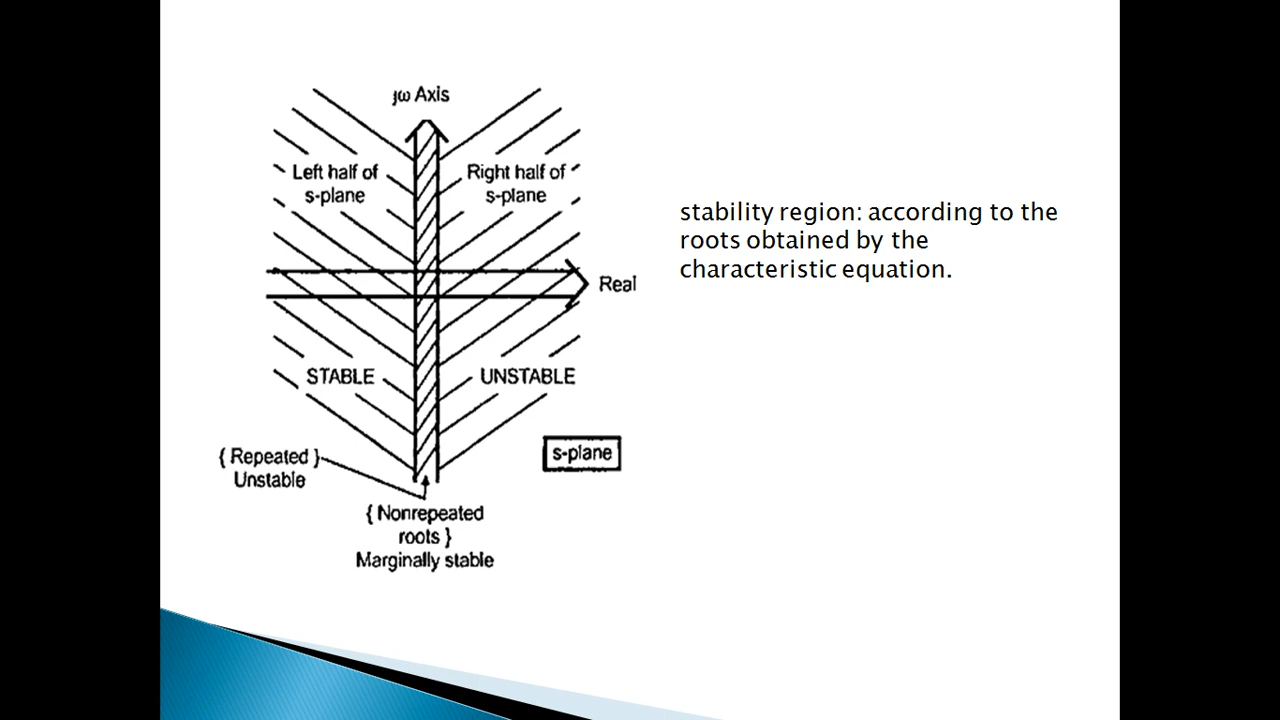 jω Axis
Left half of
s-plane
Right half of
s-plane
Real
STABLE
UNSTABLE
{ Repeated }
Unstable
s-plane
{ Nonrepeated
roots }
Marginally stable
stability region: according to the
roots obtained by the
characteristic equation.